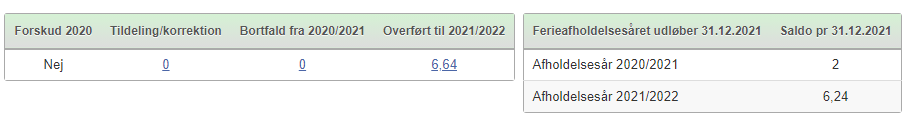 Forskud 2020 Tildeling/korrektion Bortfald fra 2020/2021 Overført til 2021/2022
Nej 0 0 6,64
Ferieafholdelsesåret udløber 31.12.2021 Saldo pr 31.12.2021
Afholdelsesår 2020/2021 2
Afholdelsesår 2021/2022 6,24